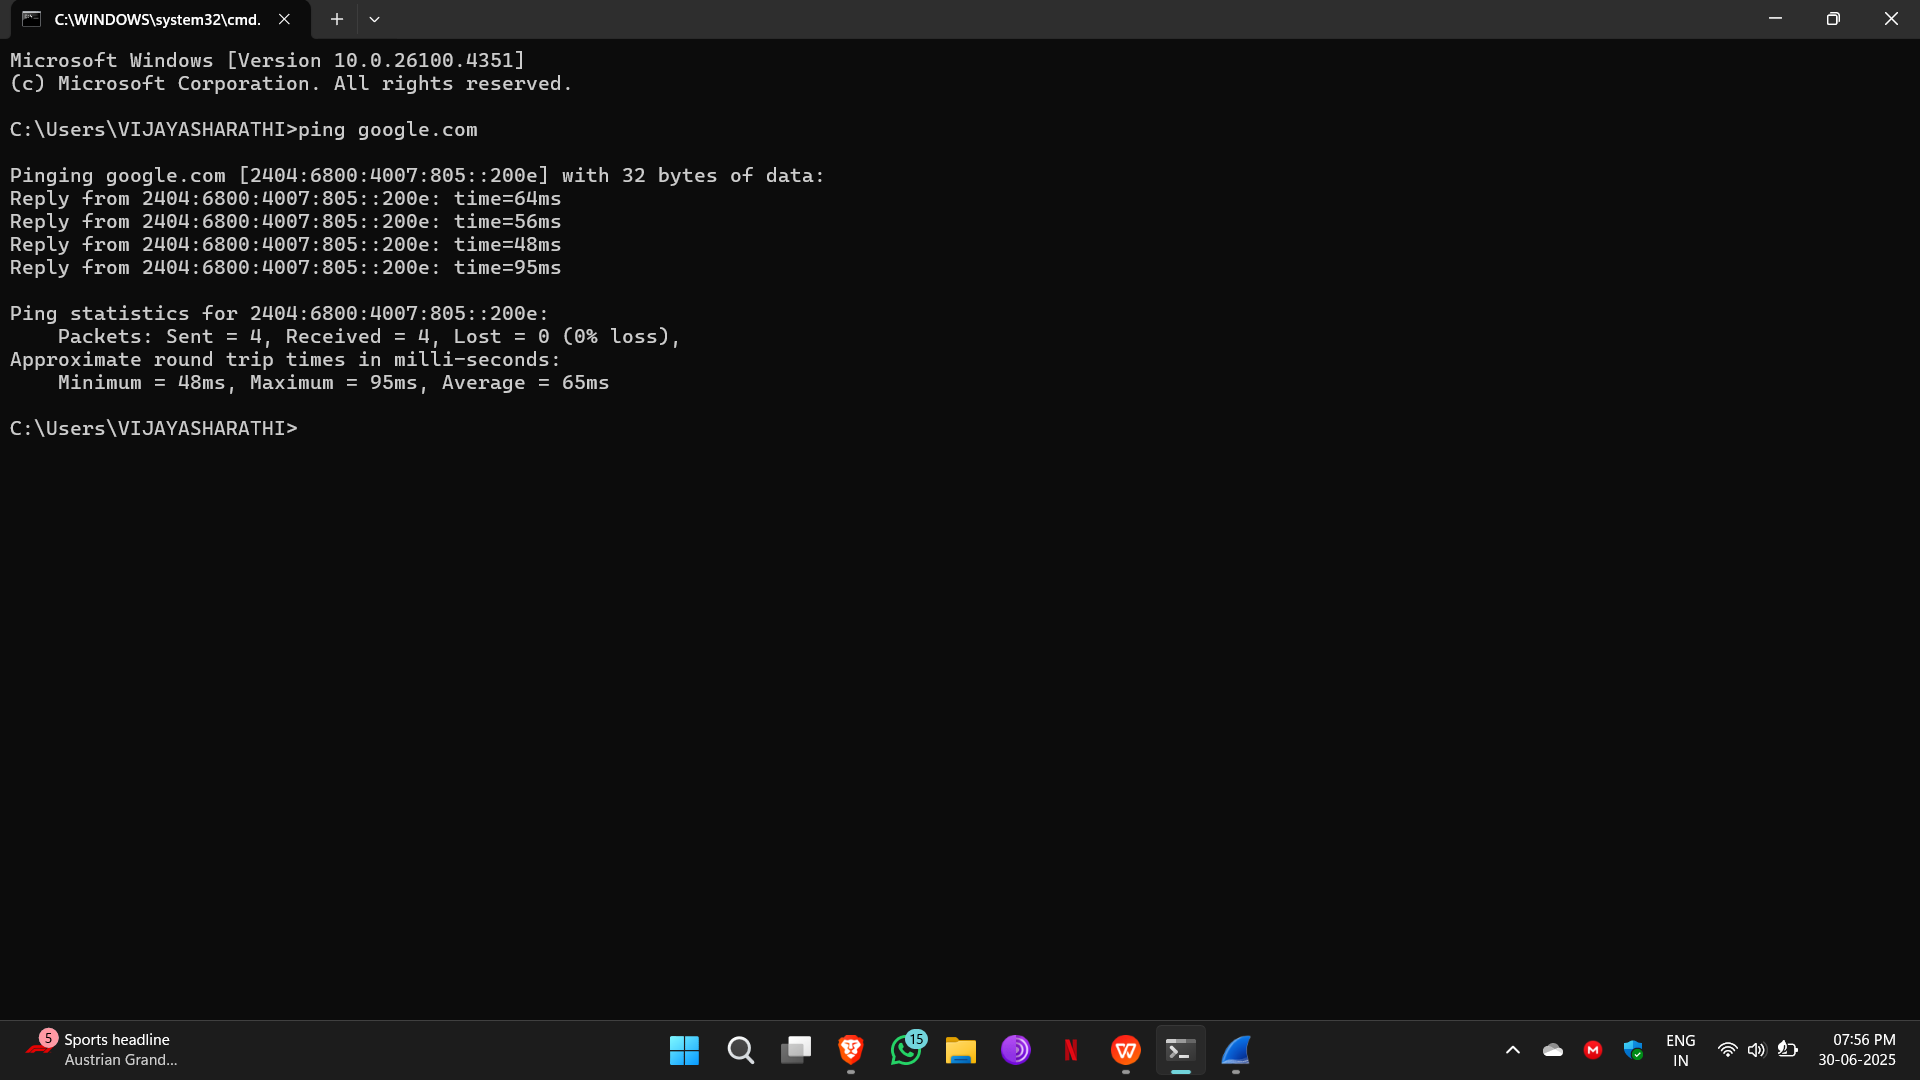 C:\WINDOWS\system32\cmd.
Microsoft Windows [Version 10.0.26100.4351]
(c) Microsoft Corporation. All rights reserved.
C:\Users\VIJAYASHARATHI>ping google.com
Pinging google.com [2404:6800:4007:805::200e] with 32 bytes of data:
Reply from 2404:6800:4007:805::200e: time=64ms
Reply from 2404:6800:4007:805::200e: time=56ms
Reply from 2404:6800:4007:805::200e: time=48ms
Reply from 2404:6800:4007:805::200e: time=95ms
Ping statistics for 2404:6800:4007:805::200e:
    Packets: Sent = 4, Received = 4, Lost = 0 (0% loss),
Approximate round trip times in milli-seconds:
    Minimum = 48ms, Maximum = 95ms, Average = 65ms
C:\Users\VIJAYASHARATHI>
5
Sports headline
Austrian Grand...
15
N
W
M
ENG
IN
07:56 PM
30-06-2025